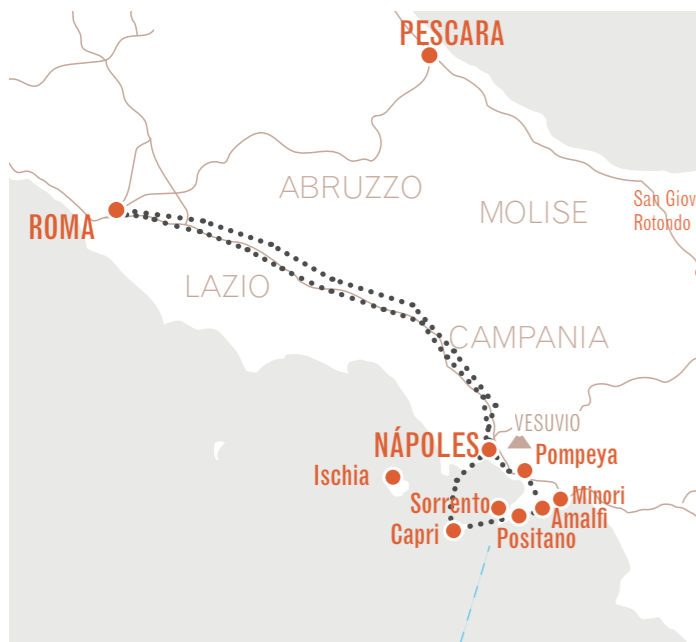 PESCARA
ABRUZZO
MOLISE
San Giov
Rotondo
ROMA
LAZIO
CAMPANIA
VESUVIO
NÁPOLES
Pompeya
Ischia
Minori
Sorrento
Amalfi
Capri
Positano